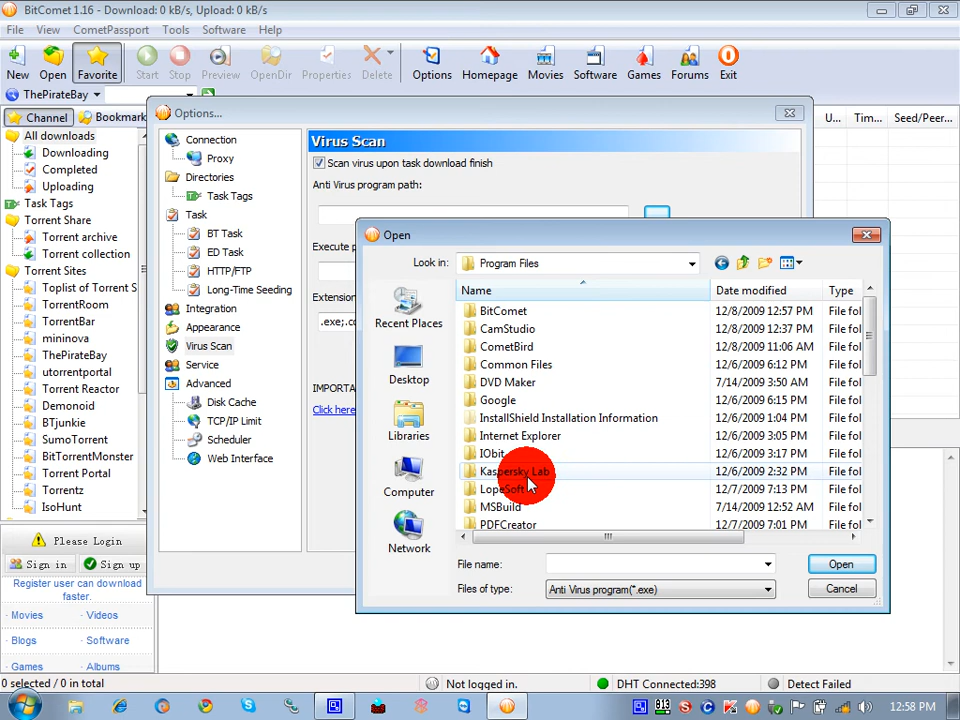 BitComet 1.16 - Download: 0 kB/s, Upload: 0 kB/s
File View CometPassport Tools Software Help
New Open Favorite Start Stop Preview OpenDir Properties Delete Options Homepage Movies Software Games Forums Exit
ThePirateBay
Channel Bookmark
All downloads
Downloading
Completed
Uploading
Task Tags
Torrent Share
Torrent archive
Torrent collection
Torrent Sites
Toplist of Torrent S
TorrentRoom
TorrentBar
mininova
ThePirateBay
utorrentportal
Torrent Reactor
Demonoid
BTjunkie
SumoTorrent
BitTorrentMonster
Torrent Portal
Torrentz
IsoHunt
Please Login
Sign in Sign up
Register user can download
faster.
· Movies · Videos
· Blogs · Software
· Games · Albums
U... Tim... Seed/Peer...
Options...
Connection
Proxy
Directories
Task Tags
Task
BT Task
ED Task
HTTP/FTP
Long-Time Seeding
Integration
Appearance
Virus Scan
Service
Advanced
Disk Cache
TCP/IP Limit
Scheduler
Web Interface
Virus Scan
Scan virus upon task download finish
Anti Virus program path:
...
Execute p
Extension
.exe;.co
IMPORTA
Click here
Open
Look in: Program Files
Recent Places
Desktop
Libraries
Computer
Network
Name Date modified Type
BitComet 12/8/2009 12:57 PM File fol
CamStudio 12/8/2009 12:37 PM File fol
CometBird 12/8/2009 11:06 AM File fol
Common Files 12/6/2009 6:12 PM File fol
DVD Maker 7/14/2009 3:50 AM File fol
Google 12/6/2009 6:15 PM File fol
InstallShield Installation Information 12/6/2009 1:04 PM File fol
Internet Explorer 12/6/2009 3:05 PM File fol
IObit 12/6/2009 3:17 PM File fol
Kaspersky Lab 12/6/2009 2:32 PM File fol
LopeSoft 12/7/2009 7:13 PM File fol
MSBuild 7/14/2009 12:52 AM File fol
PDFCreator 12/7/2009 7:01 PM File fol
File name: Open
Files of type: Anti Virus program(*.exe) Cancel
0 selected / 0 in total Not logged in. DHT Connected:398 Detect Failed
12:58 PM